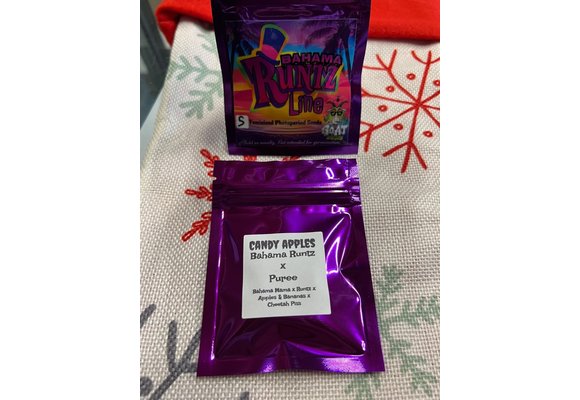 BAHAMA
RUNTZ
Line
5 Feminized Photoperiod Seeds
GOAT
CANDY APPLES
Bahama Runtz
x
Puree
Bahama Mama x Runtz x
Apples & Bananas x
Cheetah Piss